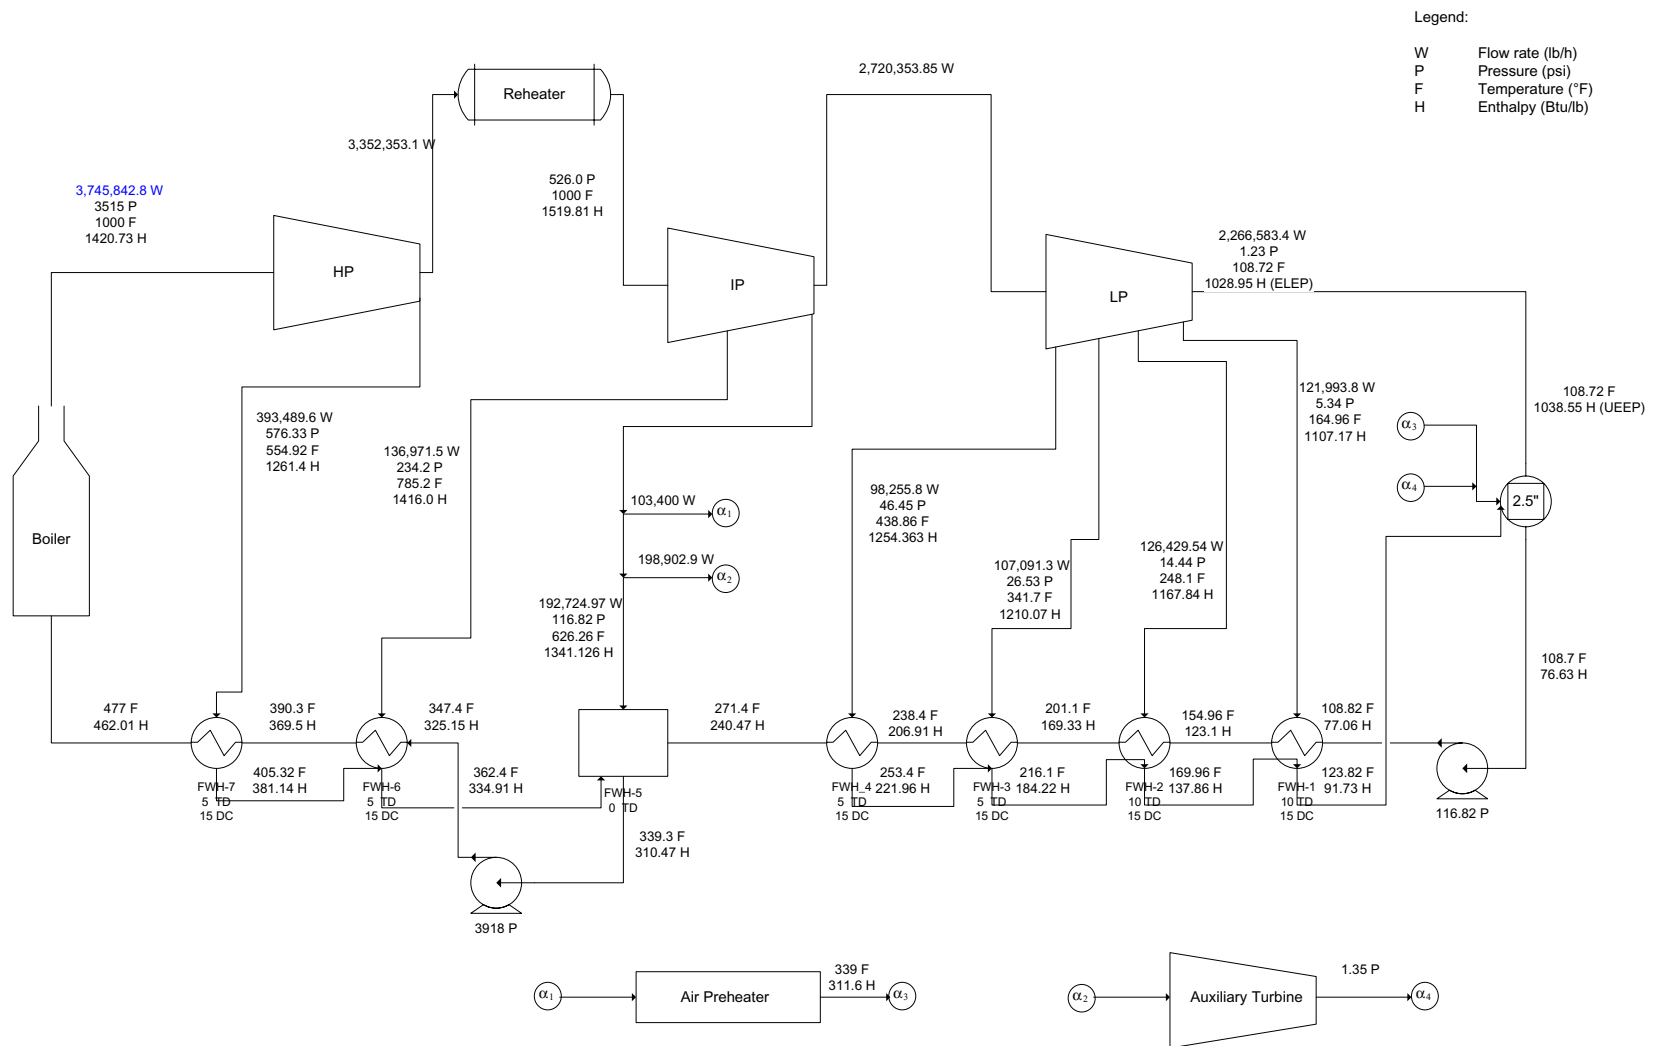 Legend:
W Flow rate (lb/h)
P Pressure (psi)
F Temperature (°F)
H Enthalpy (Btu/lb)
2,720,353.85 W
Reheater
3,352,353.1 W
3,745,842.8 W
3515 P
1000 F
1420.73 H
526.0 P
1000 F
1519.81 H
HP
IP
LP
2,266,583.4 W
1.23 P
108.72 F
1028.95 H (ELEP)
108.72 F
1038.55 H (UEEP)
393,489.6 W
576.33 P
554.92 F
1261.4 H
136,971.5 W
234.2 P
785.2 F
1416.0 H
121,993.8 W
5.34 P
164.96 F
1107.17 H
α3
α4
2.5"
103,400 W
α1
198,902.9 W
α2
98,255.8 W
46.45 P
438.86 F
1254.363 H
107,091.3 W
26.53 P
341.7 F
1210.07 H
126,429.54 W
14.44 P
248.1 F
1167.84 H
Boiler
192,724.97 W
116.82 P
626.26 F
1341.126 H
108.7 F
76.63 H
477 F
462.01 H
390.3 F
369.5 H
347.4 F
325.15 H
271.4 F
240.47 H
238.4 F
206.91 H
201.1 F
169.33 H
154.96 F
123.1 H
108.82 F
77.06 H
FWH-7
5 TD
15 DC
405.32 F
381.14 H
FWH-6
5 TD
15 DC
362.4 F
334.91 H
FWH-5
0 TD
FWH_4
5 TD
15 DC
253.4 F
221.96 H
FWH-3
5 TD
15 DC
216.1 F
184.22 H
FWH-2
10 TD
15 DC
169.96 F
137.86 H
FWH-1
10 TD
15 DC
123.82 F
91.73 H
116.82 P
339.3 F
310.47 H
3918 P
α1
Air Preheater
339 F
311.6 H
α3
α2
Auxiliary Turbine
1.35 P
α4